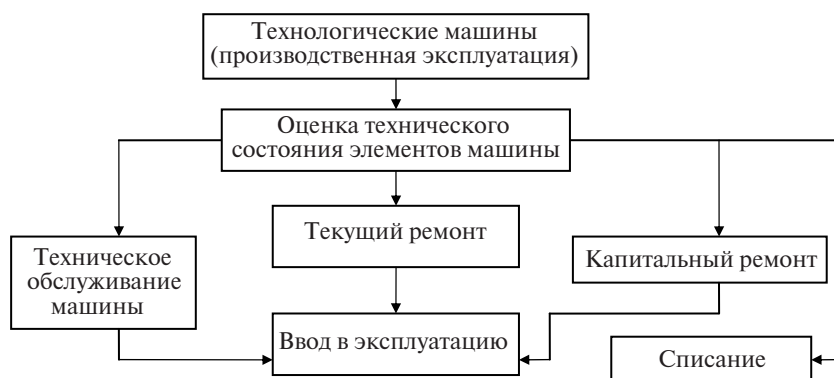 Технологические машины
(производственная эксплуатация)
Оценка технического
состояния элементов машины
Техническое
обслуживание
машины
Текущий ремонт
Капитальный ремонт
Ввод в эксплуатацию
Списание